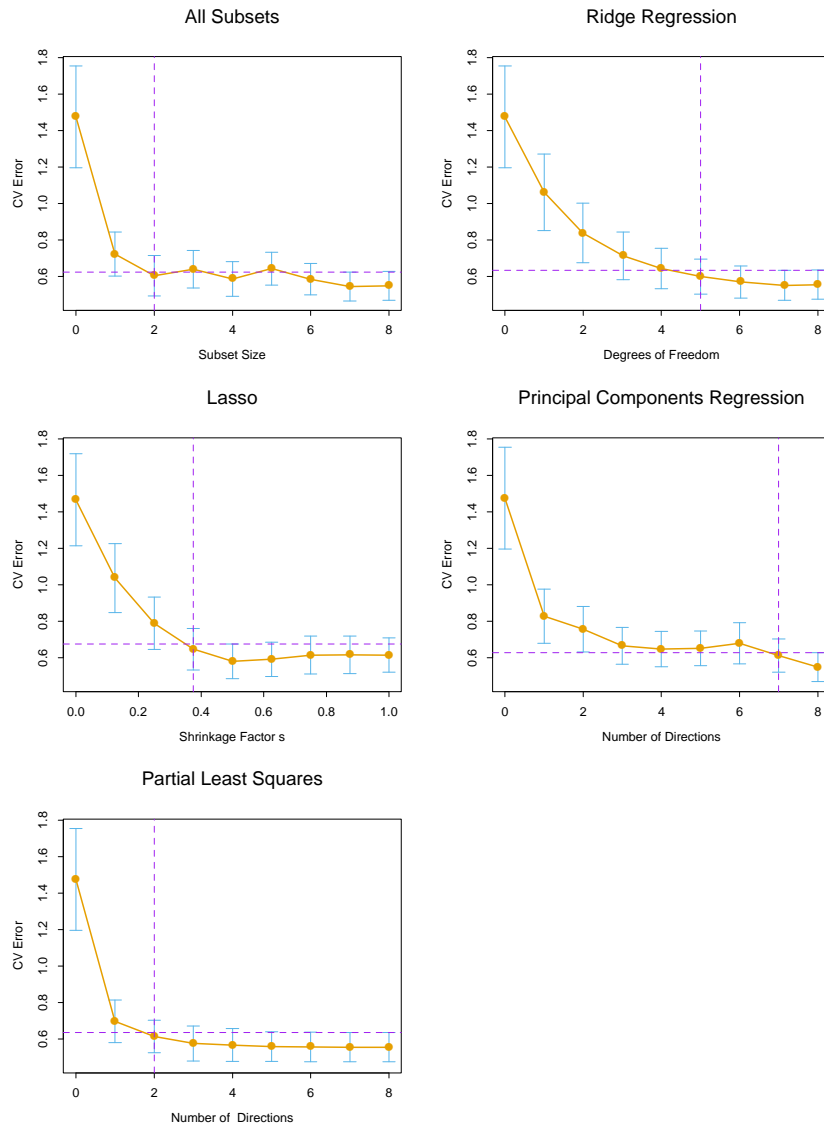 All Subsets
1.8
1.6
1.4
1.2
1.0
0.8
0.6
CV Error
0 2 4 6 8
Subset Size
Ridge Regression
1.8
1.6
1.4
1.2
1.0
0.8
0.6
CV Error
0 2 4 6 8
Degrees of Freedom
Lasso
1.8
1.6
1.4
1.2
1.0
0.8
0.6
CV Error
0.0 0.2 0.4 0.6 0.8 1.0
Shrinkage Factor s
Principal Components Regression
1.8
1.6
1.4
1.2
1.0
0.8
0.6
CV Error
0 2 4 6 8
Number of Directions
Partial Least Squares
1.8
1.6
1.4
1.2
1.0
0.8
0.6
CV Error
0 2 4 6 8
Number of Directions